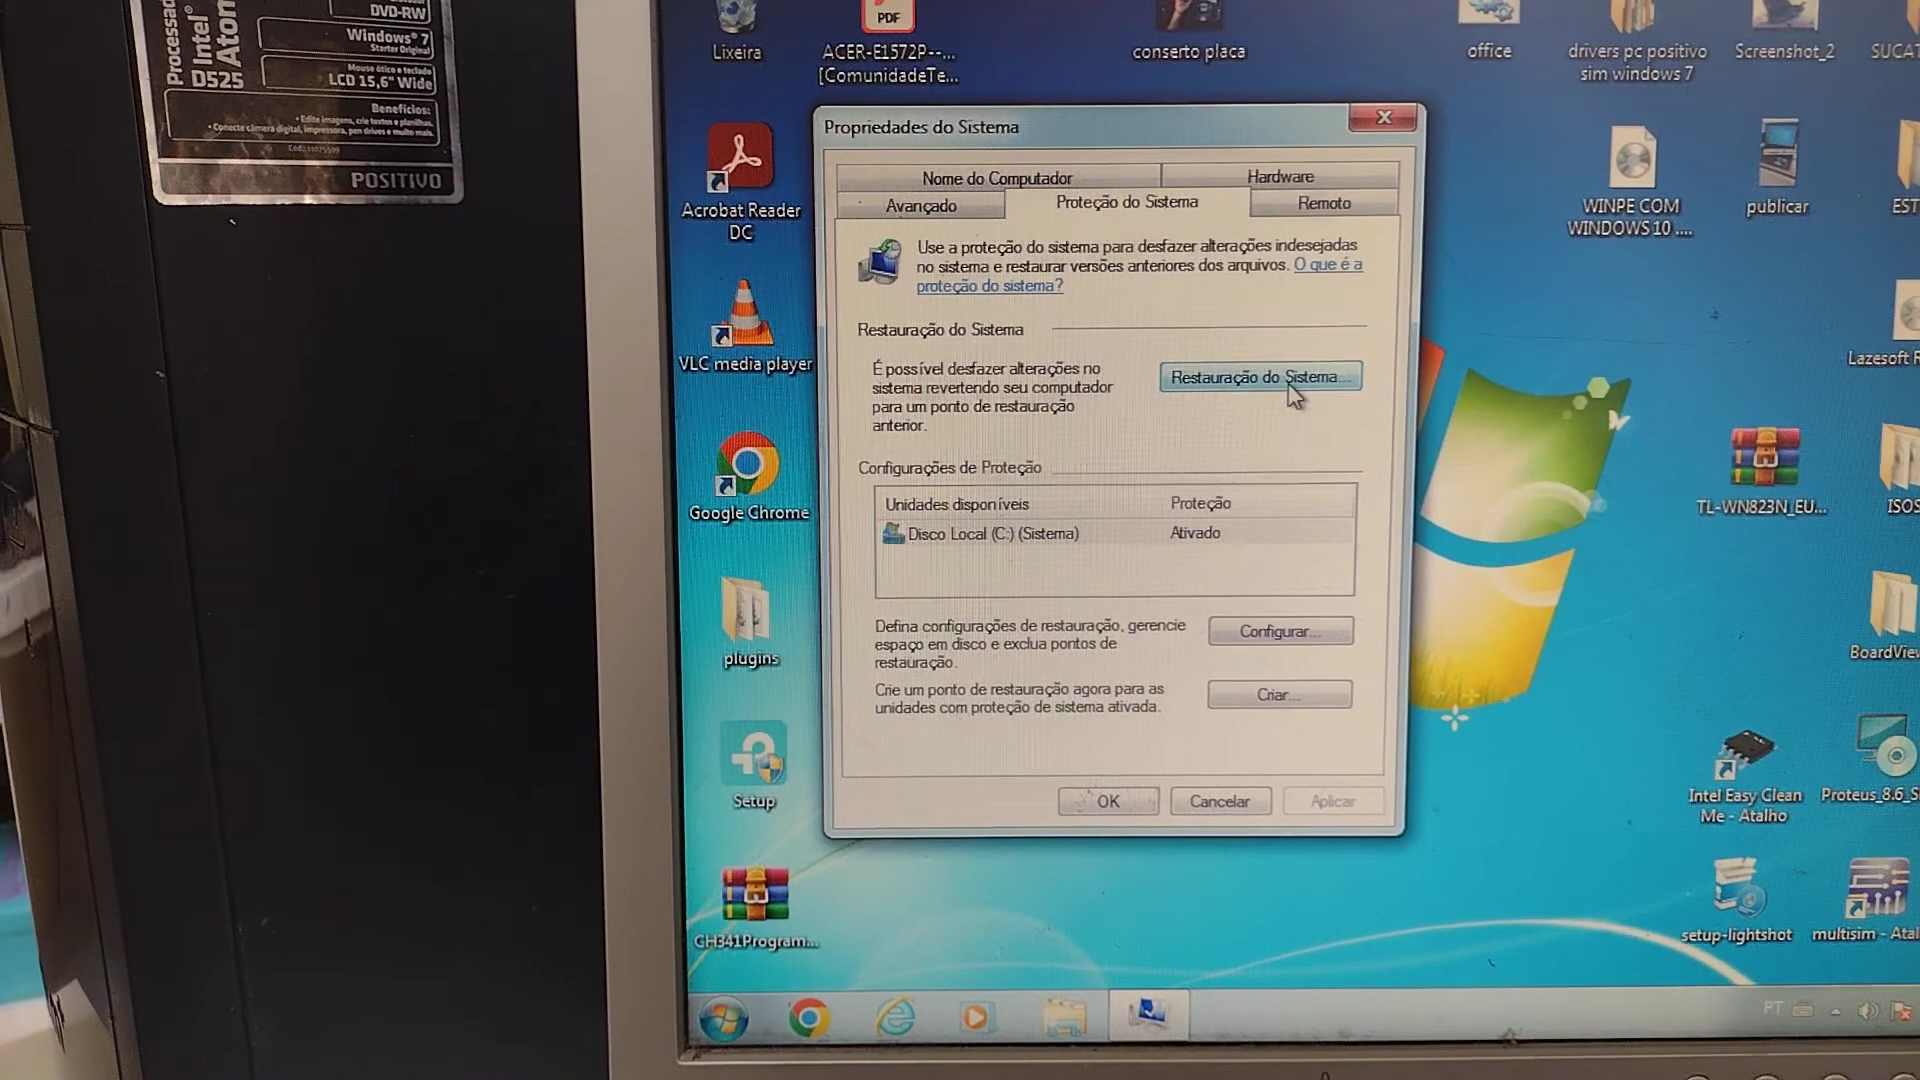 Processad
Intel®
Atom
D525
DVD-RW
Windows® 7
Starter Original
Mouse ótico e teclado
LCD 15,6" Wide
Benefícios:
• Edite imagens, crie textos e planilhas.
• Conecte câmera digital, impressora, pen drives e muito mais.
POSITIVO
Lixeira
PDF
ACER-E1572P--...
[ComunidadeTe...
conserto placa
office
drivers pc positivo
sim windows 7
Screenshot_2
SUCAT
Acrobat Reader
DC
VLC media player
Google Chrome
plugins
Setup
CH341Program...
Propriedades do Sistema
Nome do Computador
Hardware
Avançado
Proteção do Sistema
Remoto
Use a proteção do sistema para desfazer alterações indesejadas
no sistema e restaurar versões anteriores dos arquivos. O que é a
proteção do sistema?
Restauração do Sistema
É possível desfazer alterações no
sistema revertendo seu computador
para um ponto de restauração
anterior.
Restauração do Sistema...
Configurações de Proteção
Unidades disponíveis
Proteção
Disco Local (C:) (Sistema)
Ativado
Defina configurações de restauração, gerencie
espaço em disco e exclua pontos de
restauração.
Configurar...
Crie um ponto de restauração agora para as
unidades com proteção de sistema ativada.
Criar...
OK
Cancelar
Aplicar
WINPE COM
WINDOWS 10 ....
publicar
EST
Lazesoft R
TL-WN823N_EU...
ISOS
BoardView
Intel Easy Clean
Me - Atalho
Proteus_8.6_S
setup-lightshot
multisim - Atal
PT